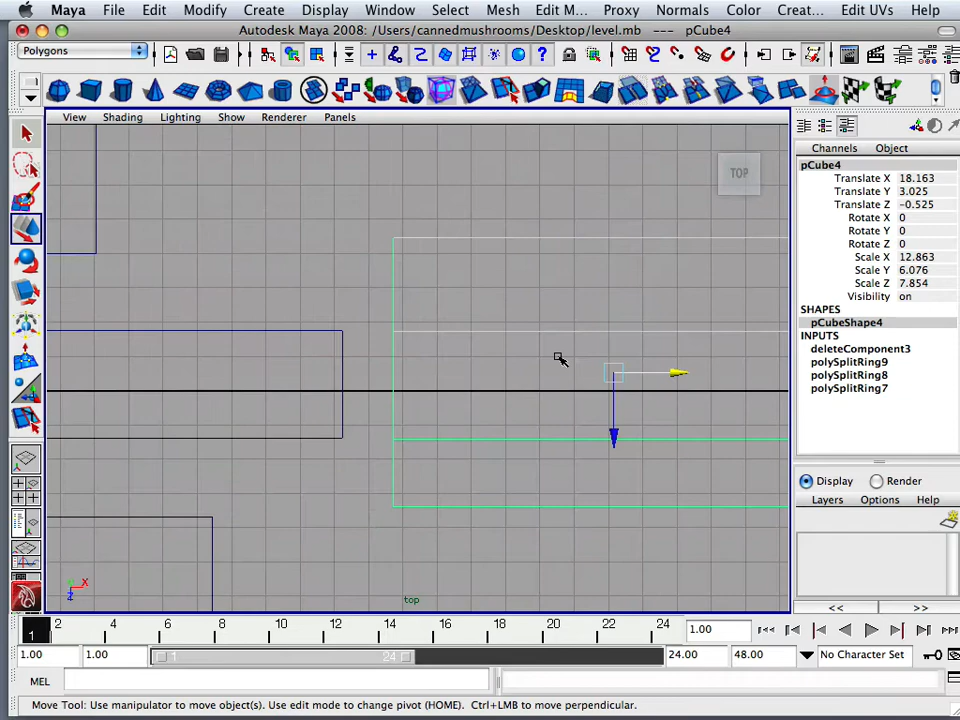 Maya File Edit Modify Create Display Window Select Mesh Edit M... Proxy Normals Color Creat... Edit UVs Help
Autodesk Maya 2008: /Users/cannedmushrooms/Desktop/level.mb --- pCube4
Polygons
View Shading Lighting Show Renderer Panels
TOP
Channels Object
pCube4
Translate X 18.163
Translate Y 3.025
Translate Z -0.525
Rotate X 0
Rotate Y 0
Rotate Z 0
Scale X 12.863
Scale Y 6.076
Scale Z 7.854
Visibility on
SHAPES
pCubeShape4
INPUTS
deleteComponent3
polySplitRing9
polySplitRing8
polySplitRing7
Display Render
Layers Options Help
<< >>
X
Z
top
1 2 4 6 8 10 12 14 16 18 20 22 24 1.00
1.00 1.00 1 24 24.00 48.00 No Character Set
MEL
Move Tool: Use manipulator to move object(s). Use edit mode to change pivot (HOME). Ctrl+LMB to move perpendicular.